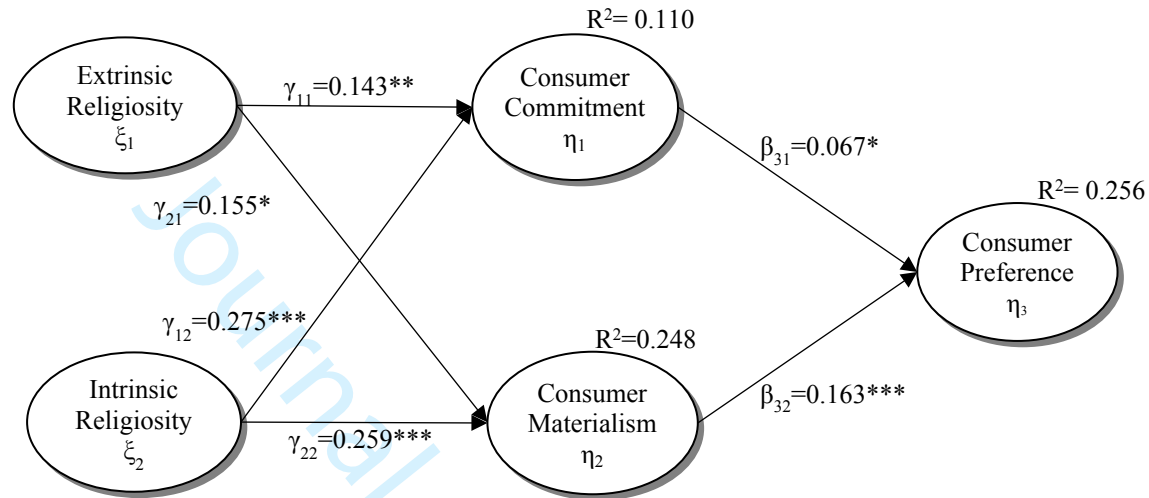 R²= 0.110
Extrinsic
Religiosity
ξ₁
γ₁₁=0.143**
Consumer
Commitment
η₁
β₃₁=0.067*
γ₂₁=0.155*
R²= 0.256
Consumer
Preference
η₃
γ₁₂=0.275***
R²=0.248
Intrinsic
Religiosity
ξ₂
γ₂₂=0.259***
Consumer
Materialism
η₂
β₃₂=0.163***
Journal